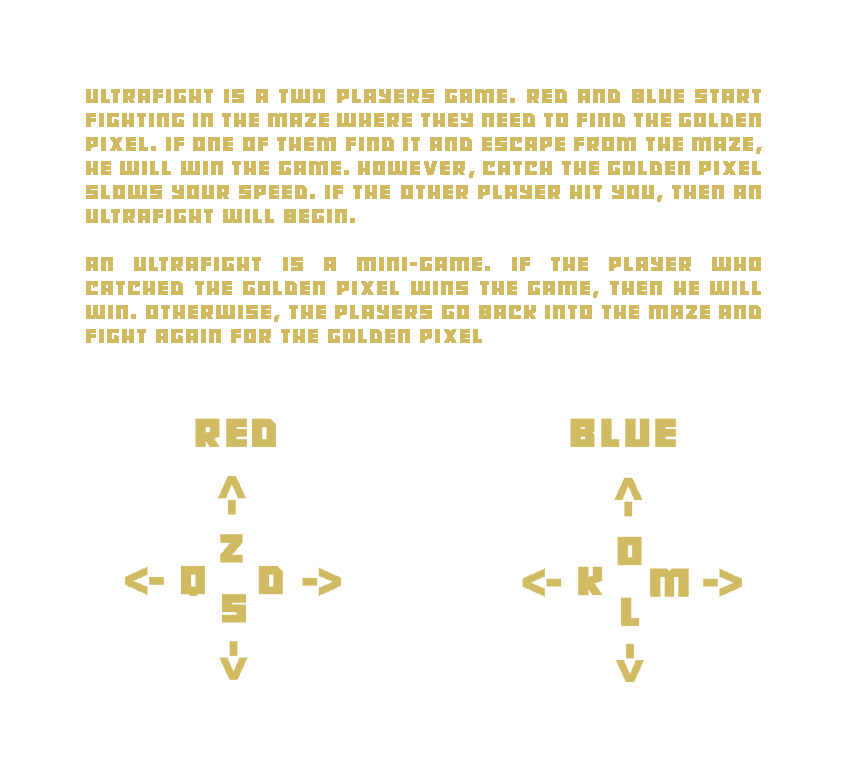 ULTRAFIGHT IS A TWO PLAYERS GAME. RED AND BLUE START
FIGHTING IN THE MAZE WHERE THEY NEED TO FIND THE GOLDEN
PIXEL. IF ONE OF THEM FIND IT AND ESCAPE FROM THE MAZE,
HE WILL WIN THE GAME. HOWEVER, CATCH THE GOLDEN PIXEL
SLOWS YOUR SPEED. IF THE OTHER PLAYER HIT YOU, THEN AN
ULTRAFIGHT WILL BEGIN.
AN ULTRAFIGHT IS A MINI-GAME. IF THE PLAYER WHO
CATCHED THE GOLDEN PIXEL WINS THE GAME, THEN HE WILL
WIN. OTHERWISE, THE PLAYERS GO BACK INTO THE MAZE AND
FIGHT AGAIN FOR THE GOLDEN PIXEL
RED
<-
Z
<- Q D ->
S
<-
BLUE
->
O
<- K M ->
L
<-